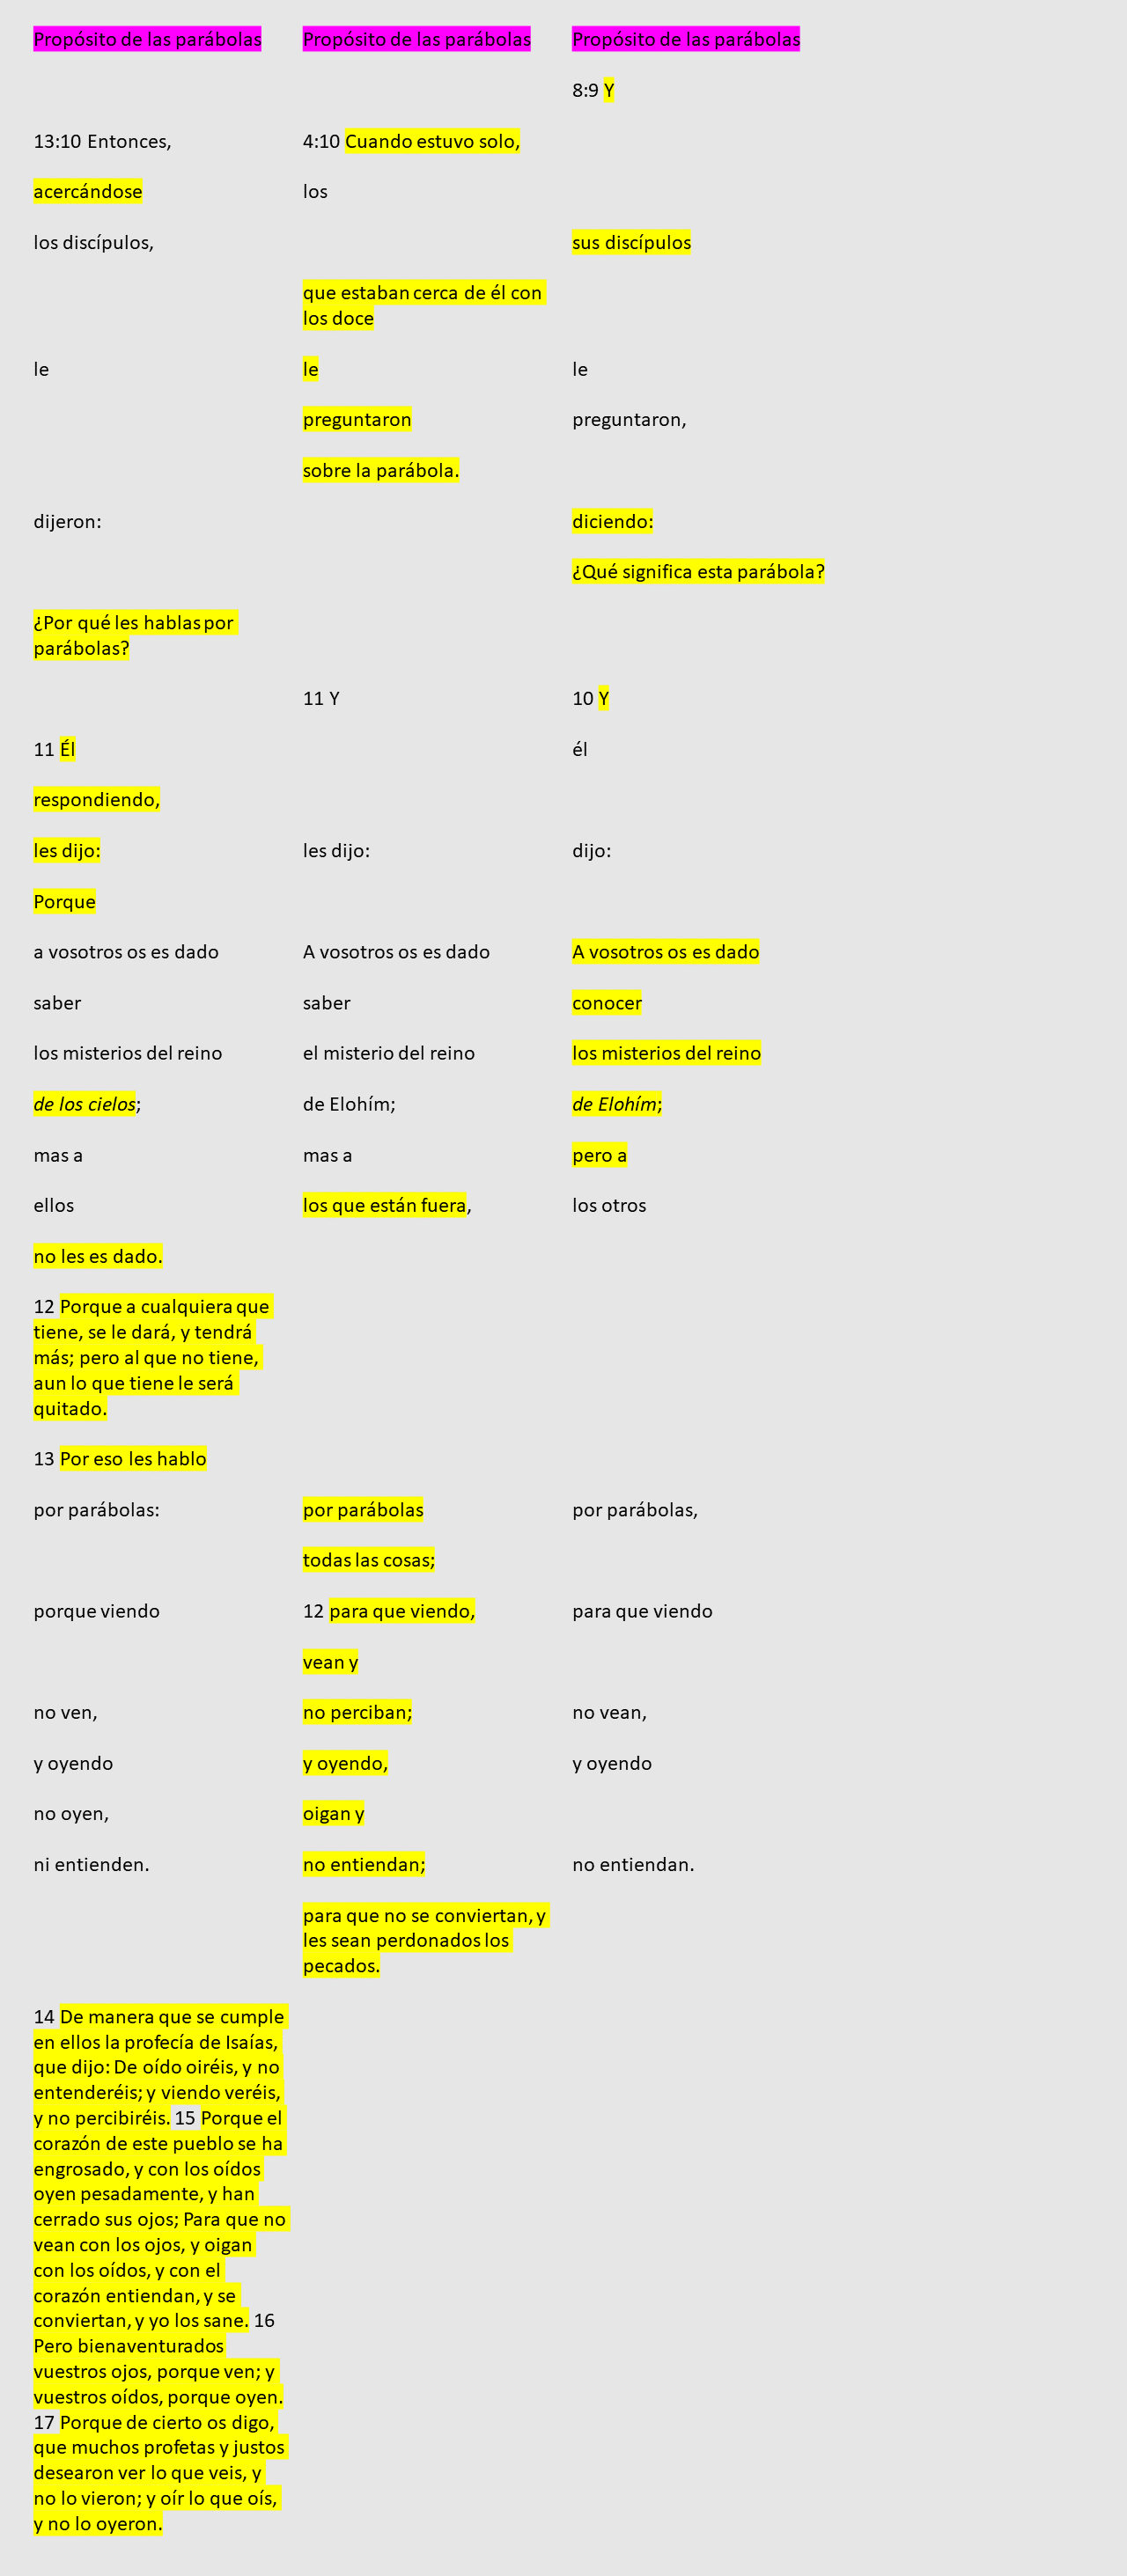 Propósito de las parábolas Propósito de las parábolas Propósito de las parábolas
8:9 Y
13:10 Entonces, 4:10 Cuando estuvo solo,
acercándose los
los discípulos, sus discípulos
que estaban cerca de él con
los doce
le le le
preguntaron preguntaron,
sobre la parábola.
dijeron: diciendo:
¿Qué significa esta parábola?
¿Por qué les hablas por
parábolas?
11 Y 10 Y
11 Él él
respondiendo,
les dijo: les dijo: dijo:
Porque
a vosotros os es dado A vosotros os es dado A vosotros os es dado
saber saber conocer
los misterios del reino el misterio del reino los misterios del reino
de los cielos; de Elohím; de Elohím;
mas a mas a pero a
ellos los que están fuera, los otros
no les es dado.
12 Porque a cualquiera que
tiene, se le dará, y tendrá
más; pero al que no tiene,
aun lo que tiene le será
quitado.
13 Por eso les hablo
por parábolas: por parábolas por parábolas,
todas las cosas;
porque viendo 12 para que viendo, para que viendo
vean y
no ven, no perciban; no vean,
y oyendo y oyendo, y oyendo
no oyen, oigan y
ni entienden. no entiendan; no entiendan.
para que no se conviertan, y
les sean perdonados los
pecados.
14 De manera que se cumple
en ellos la profecía de Isaías,
que dijo: De oído oiréis, y no
entenderéis; y viendo veréis,
y no percibiréis. 15 Porque el
corazón de este pueblo se ha
engrosado, y con los oídos
oyen pesadamente, y han
cerrado sus ojos; Para que no
vean con los ojos, y oigan
con los oídos, y con el
corazón entiendan, y se
conviertan, y yo los sane. 16
Pero bienaventurados
vuestros ojos, porque ven; y
vuestros oídos, porque oyen.
17 Porque de cierto os digo,
que muchos profetas y justos
desearon ver lo que veis, y
no lo vieron; y oír lo que oís,
y no lo oyeron.